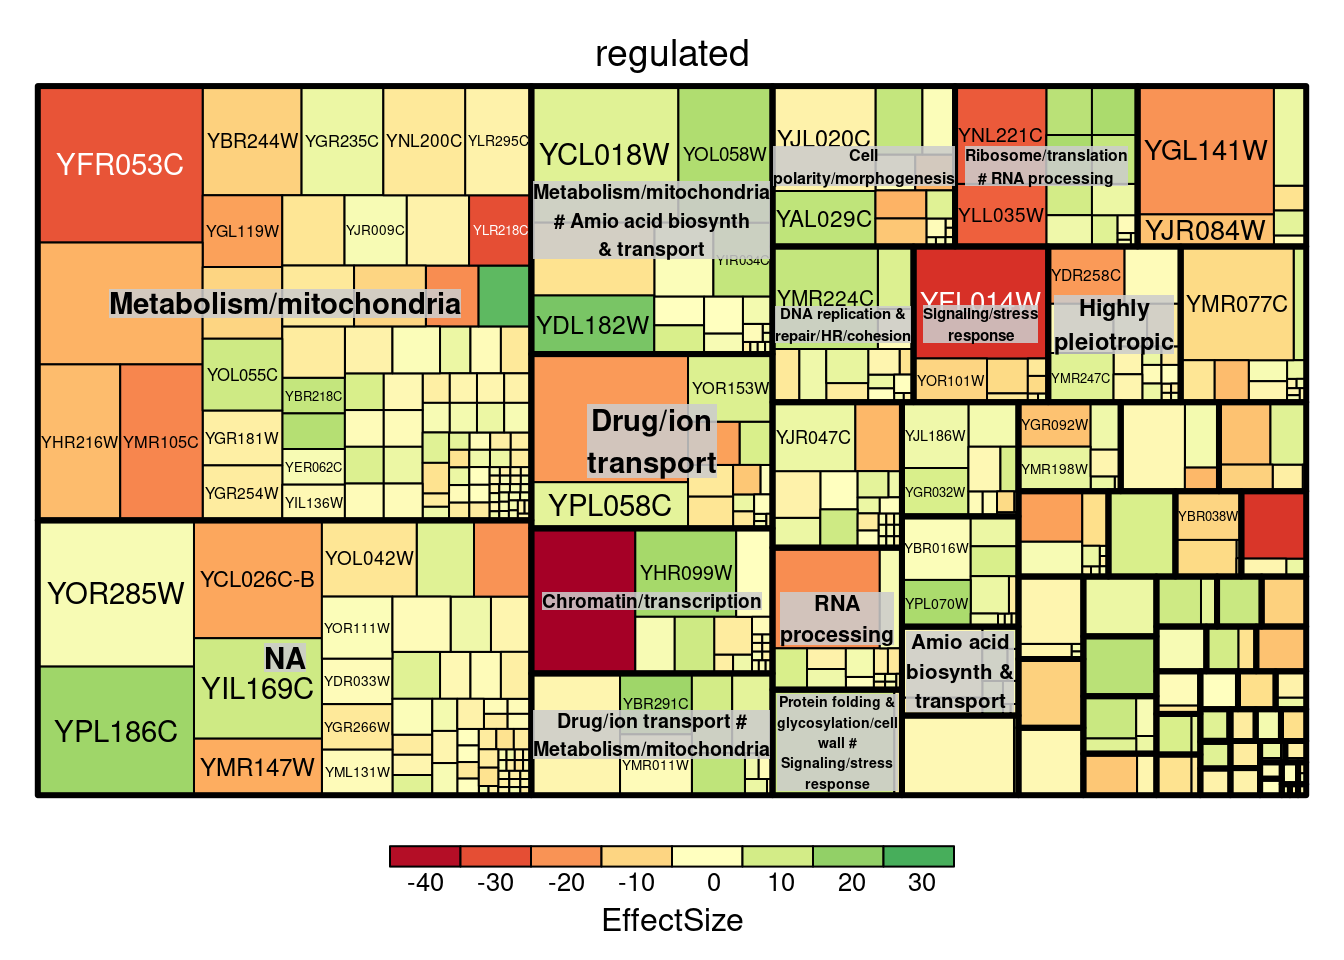 regulated
YFR053C
YBR244W
YGR235C
YNL200C
YLR295C
YGL119W
YJR009C
YLR218C
Metabolism/mitochondria
YHR216W
YMR105C
YOL055C
YBR218C
YGR181W
YER062C
YGR254W
YIL136W
YOR285W
YPL186C
YCL026C-B
NA
YIL169C
YMR147W
YOL042W
YOR111W
YDR033W
YGR266W
YML131W
YCL018W
YOL058W
Metabolism/mitochondria
# Amio acid biosynth
& transport
YIR034C
YDL182W
YOR153W
Drug/ion
transport
YPL058C
YHR099W
Chromatin/transcription
YBR291C
Drug/ion transport #
Metabolism/mitochondria
YMR011W
YJL020C
Cell
polarity/morphogenesis
YAL029C
YNL221C
Ribosome/translation
# RNA processing
YLL035W
YGL141W
YJR084W
YMR224C
DNA replication &
repair/HR/cohesion
YEL014W
Signaling/stress
response
YOR101W
YDR258C
Highly
pleiotropic
YMR247C
YMR077C
YJR047C
YJL186W
YGR032W
YGR092W
YMR198W
YBR038W
YBR016W
YPL070W
RNA
processing
Amio acid
biosynth &
transport
Protein folding &
glycosylation/cell
wall #
Signaling/stress
response
-40 -30 -20 -10 0 10 20 30
EffectSize